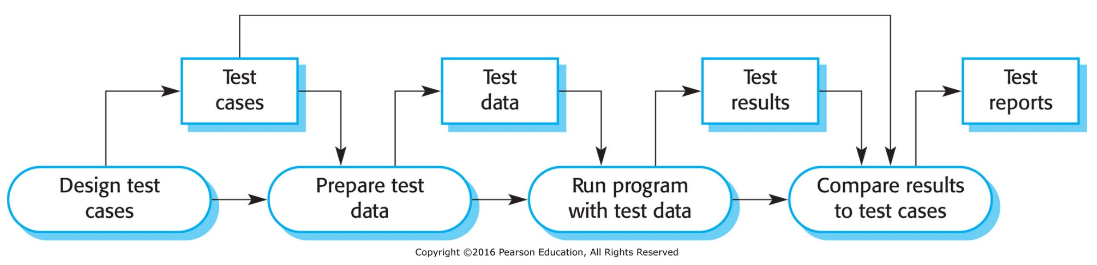 Test
cases
Test
data
Test
results
Test
reports
Design test
cases
Prepare test
data
Run program
with test data
Compare results
to test cases
Copyright ©2016 Pearson Education, All Rights Reserved